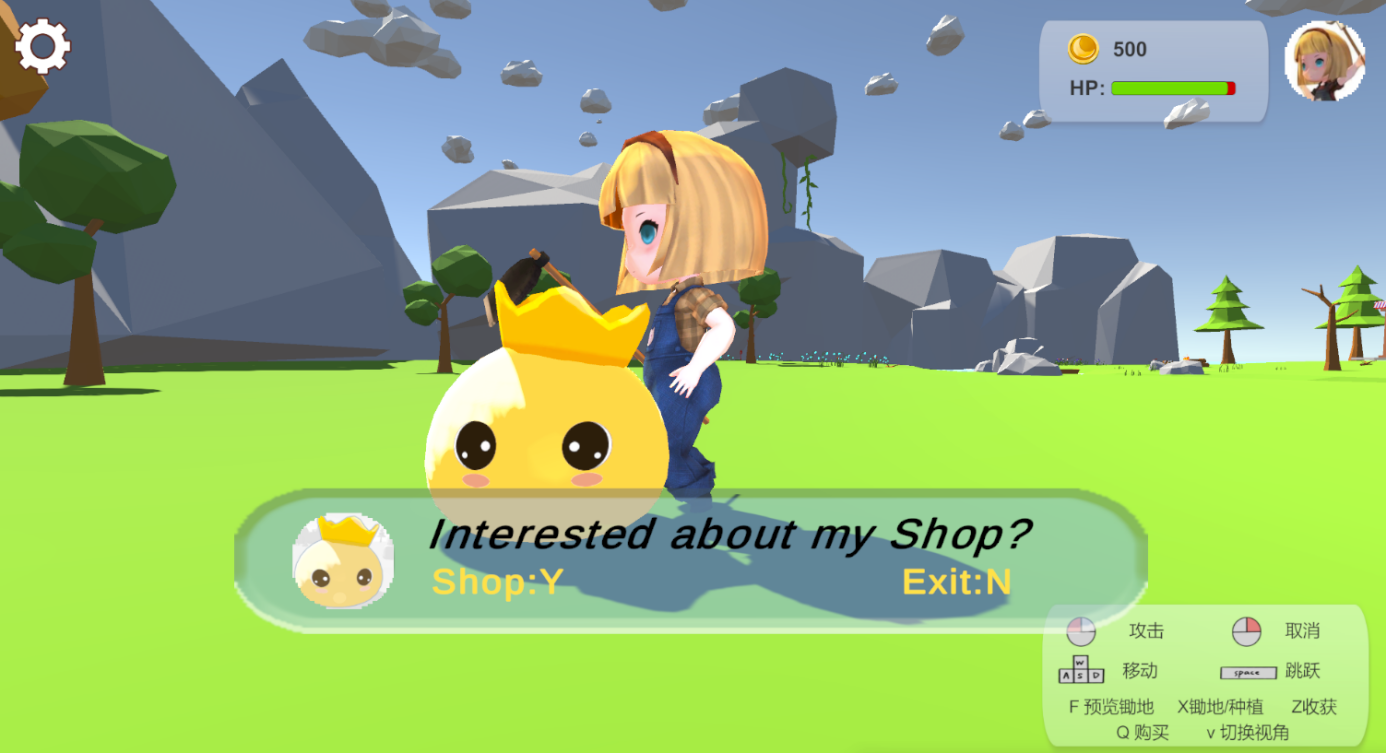 500
HP:
Interested about my Shop?
Shop:Y Exit:N
攻击 取消
W
A S D 移动 space 跳跃
F 预览锄地 X锄地/种植 Z收获
Q 购买 v 切换视角